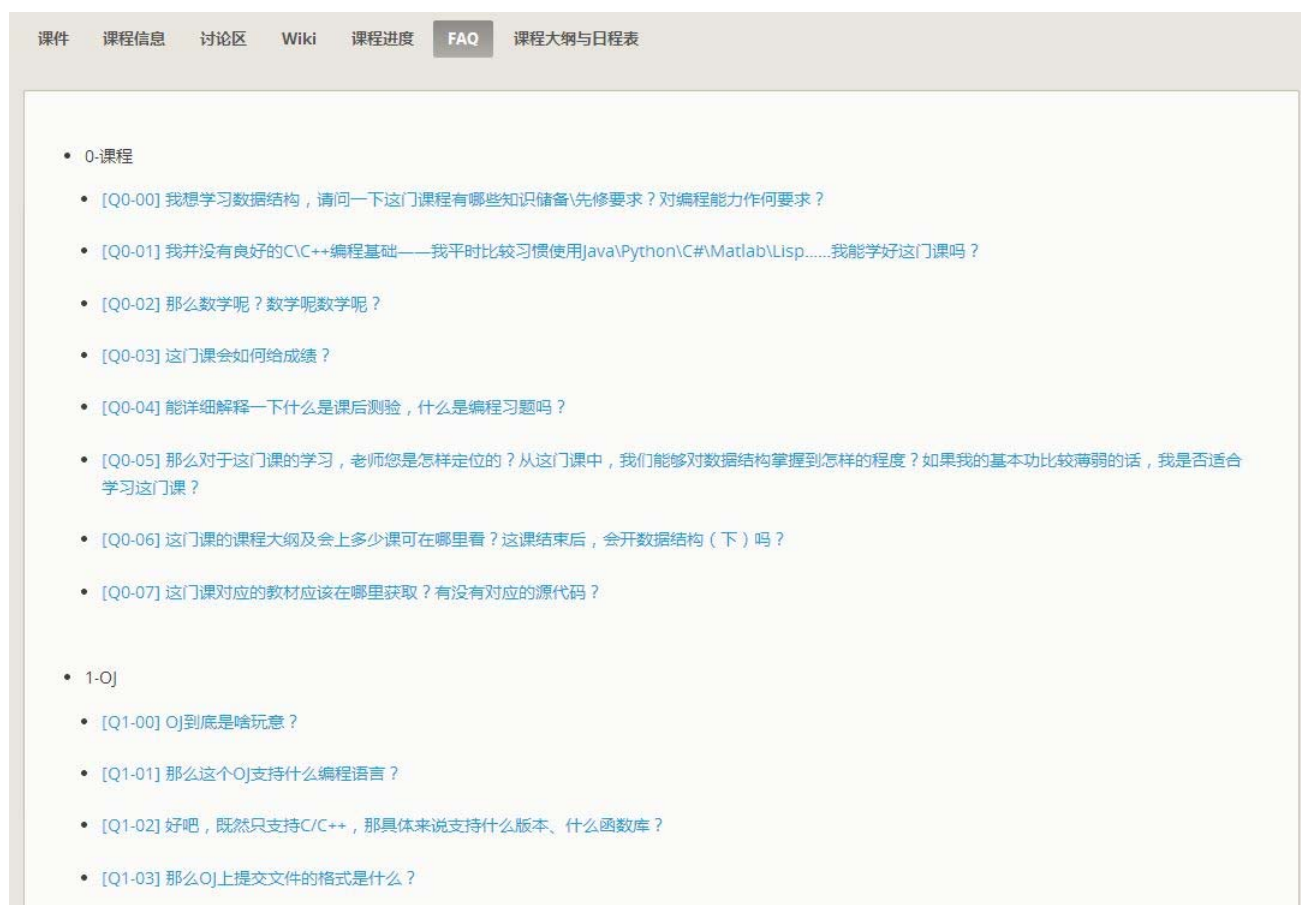 课件 课程信息 讨论区 Wiki 课程进度 FAQ 课程大纲与日程表
0-课程
[Q0-00] 我想学习数据结构，请问一下这门课程有哪些知识储备\先修要求？对编程能力作何要求？
[Q0-01] 我并没有良好的C\C++编程基础——我平时比较习惯使用Java\Python\C#\Matlab\Lisp......我能学好这门课吗？
[Q0-02] 那么数学呢？数学呢数学呢？
[Q0-03] 这门课会如何给成绩？
[Q0-04] 能详细解释一下什么是课后测验，什么是编程习题吗？
[Q0-05] 那么对于这门课的学习，老师您是怎样定位的？从这门课中，我们能够对数据结构掌握到怎样的程度？如果我的基本功比较薄弱的话，我是否适合
学习这门课？
[Q0-06] 这门课的课程大纲及会上多少课可在哪里看？这课结束后，会开数据结构（下）吗？
[Q0-07] 这门课对应的教材应该在哪里获取？有没有对应的源代码？
1-OJ
[Q1-00] OJ到底是啥玩意？
[Q1-01] 那么这个OJ支持什么编程语言？
[Q1-02] 好吧，既然只支持C/C++，那具体来说支持什么版本、什么函数库？
[Q1-03] 那么OJ上提交文件的格式是什么？